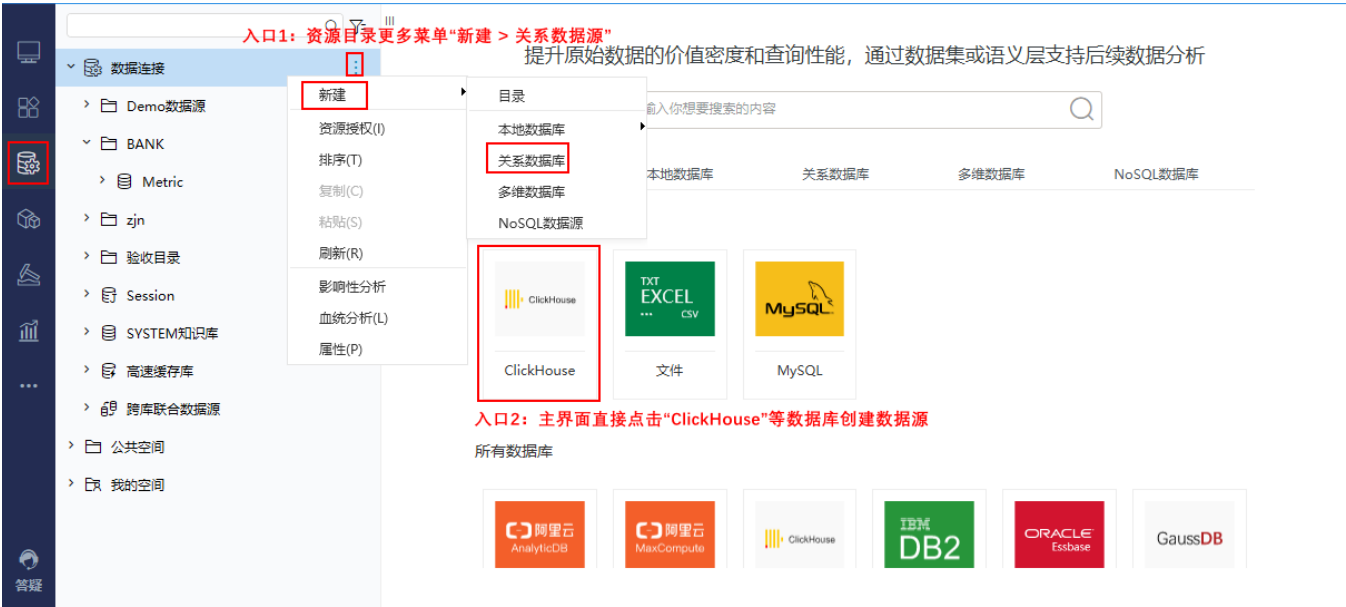 入口1：资源目录更多菜单“新建 > 关系数据源”
提升原始数据的价值密度和查询性能，通过数据集或语义层支持后续数据分析
数据连接
Demo数据源
BANK
Metric
zjn
验收目录
Session
SYSTEM知识库
高速缓存库
跨库联合数据源
公共空间
我的空间
答疑
新建
资源授权(I)
排序(T)
复制(C)
粘贴(S)
刷新(R)
影响性分析
血统分析(L)
属性(P)
目录
本地数据库
关系数据库
多维数据库
NoSQL数据源
输入你想要搜索的内容
本地数据库 关系数据库 多维数据库 NoSQL数据库
ClickHouse
ClickHouse
TXT
EXCEL
... CSV
文件
MySQL
MySQL
入口2：主界面直接点击“ClickHouse”等数据库创建数据源
所有数据库
阿里云
AnalyticDB
阿里云
MaxCompute
ClickHouse
IBM
DB2
ORACLE
Essbase
GaussDB